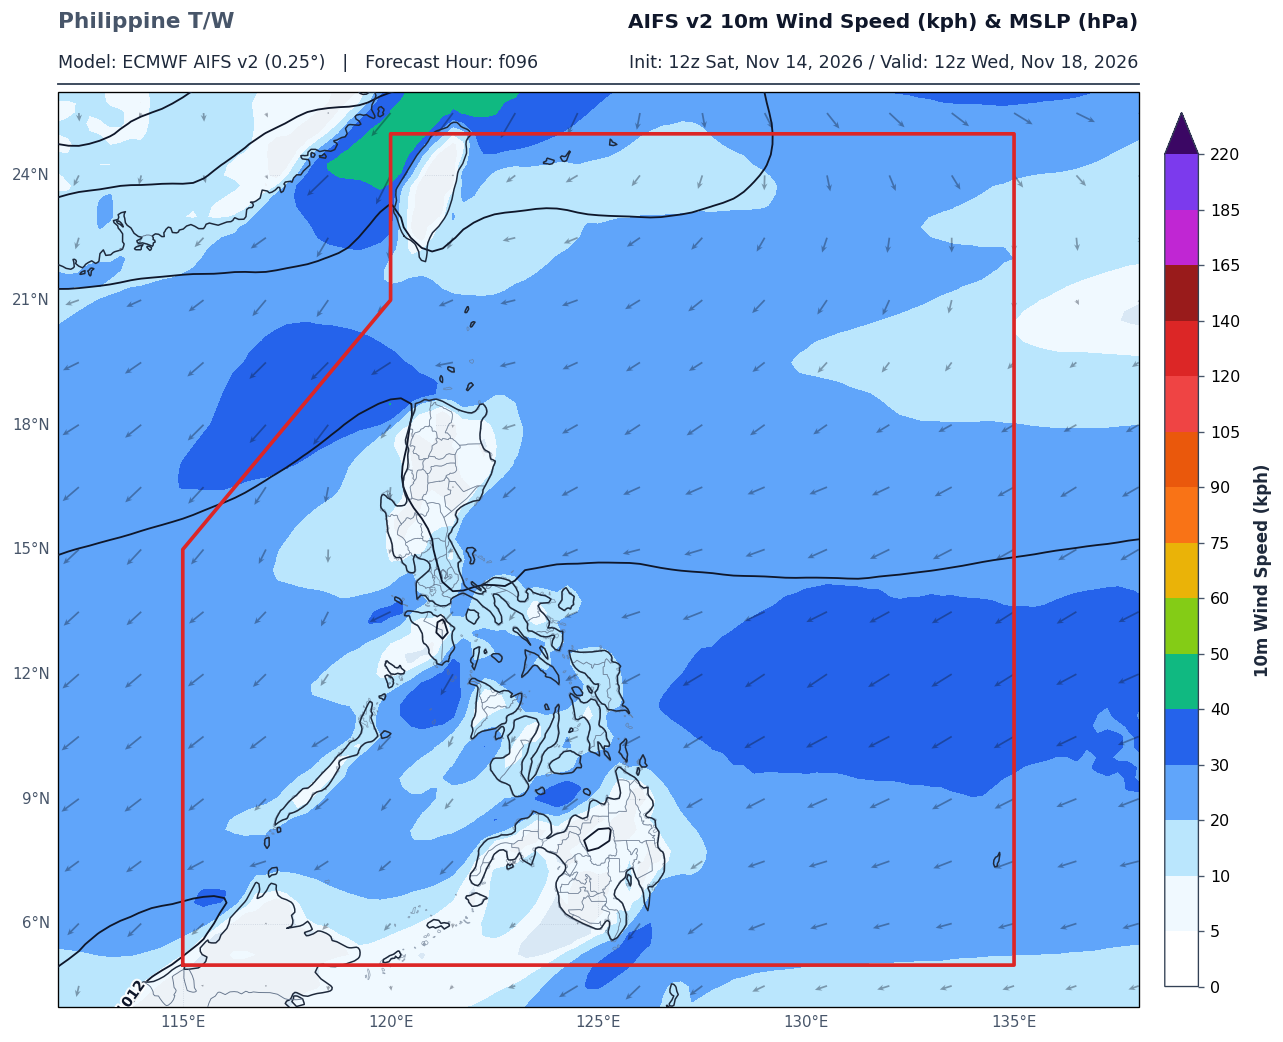 Philippine T/W
AIFS v2 10m Wind Speed (kph) & MSLP (hPa)
Model: ECMWF AIFS v2 (0.25°) | Forecast Hour: f096
Init: 12z Sat, Nov 14, 2026 / Valid: 12z Wed, Nov 18, 2026
24°N
21°N
18°N
15°N
12°N
9°N
6°N
115°E
120°E
125°E
130°E
135°E
220
185
165
140
120
105
90
75
60
50
40
30
20
10
5
0
10m Wind Speed (kph)